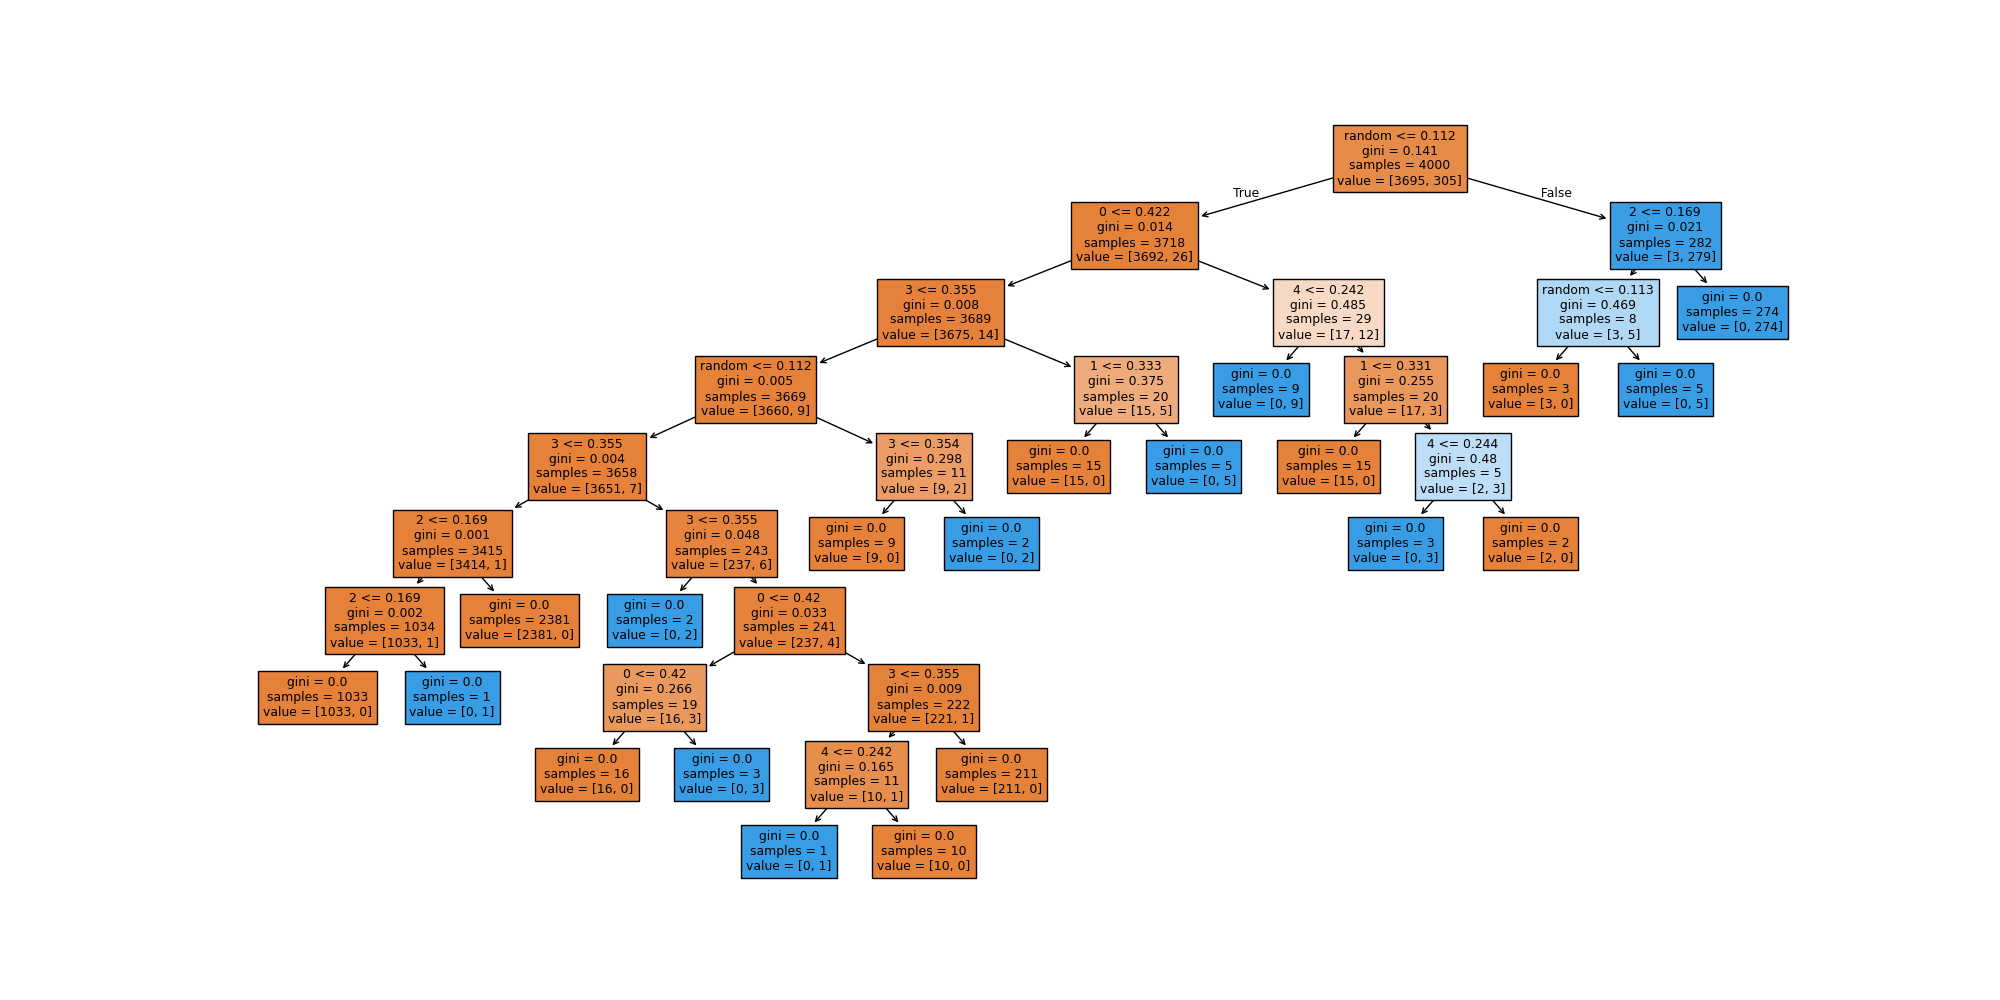 random <= 0.112
gini = 0.141
samples = 4000
value = [3695, 305]
True
False
0 <= 0.422
gini = 0.014
samples = 3718
value = [3692, 26]
2 <= 0.169
gini = 0.021
samples = 282
value = [3, 279]
3 <= 0.355
gini = 0.008
samples = 3689
value = [3675, 14]
4 <= 0.242
gini = 0.485
samples = 29
value = [17, 12]
random <= 0.113
gini = 0.469
samples = 8
value = [3, 5]
gini = 0.0
samples = 274
value = [0, 274]
random <= 0.112
gini = 0.005
samples = 3669
value = [3660, 9]
1 <= 0.333
gini = 0.375
samples = 20
value = [15, 5]
gini = 0.0
samples = 9
value = [0, 9]
1 <= 0.331
gini = 0.255
samples = 20
value = [17, 3]
gini = 0.0
samples = 3
value = [3, 0]
gini = 0.0
samples = 5
value = [0, 5]
3 <= 0.355
gini = 0.004
samples = 3658
value = [3651, 7]
3 <= 0.354
gini = 0.298
samples = 11
value = [9, 2]
gini = 0.0
samples = 15
value = [15, 0]
gini = 0.0
samples = 5
value = [0, 5]
gini = 0.0
samples = 15
value = [15, 0]
4 <= 0.244
gini = 0.48
samples = 5
value = [2, 3]
2 <= 0.169
gini = 0.001
samples = 3415
value = [3414, 1]
3 <= 0.355
gini = 0.048
samples = 243
value = [237, 6]
gini = 0.0
samples = 9
value = [9, 0]
gini = 0.0
samples = 2
value = [0, 2]
gini = 0.0
samples = 3
value = [0, 3]
gini = 0.0
samples = 2
value = [2, 0]
2 <= 0.169
gini = 0.002
samples = 1034
value = [1033, 1]
gini = 0.0
samples = 2381
value = [2381, 0]
gini = 0.0
samples = 2
value = [0, 2]
0 <= 0.42
gini = 0.033
samples = 241
value = [237, 4]
gini = 0.0
samples = 1033
value = [1033, 0]
gini = 0.0
samples = 1
value = [0, 1]
0 <= 0.42
gini = 0.266
samples = 19
value = [16, 3]
3 <= 0.355
gini = 0.009
samples = 222
value = [221, 1]
gini = 0.0
samples = 16
value = [16, 0]
gini = 0.0
samples = 3
value = [0, 3]
4 <= 0.242
gini = 0.165
samples = 11
value = [10, 1]
gini = 0.0
samples = 211
value = [211, 0]
gini = 0.0
samples = 1
value = [0, 1]
gini = 0.0
samples = 10
value = [10, 0]